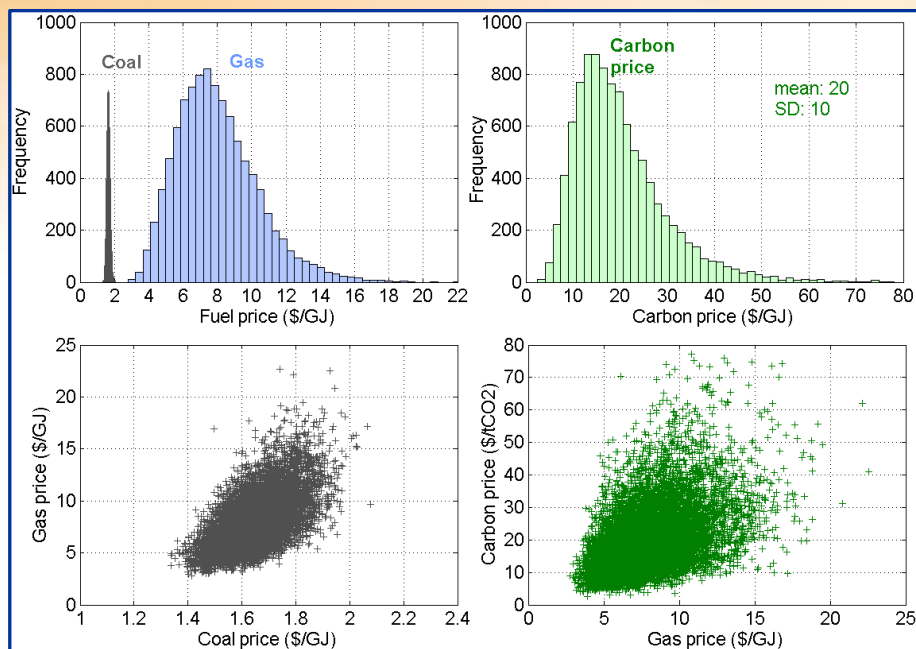 1000
800
600
400
200
0
Frequency
Coal
Gas
0 2 4 6 8 10 12 14 16 18 20 22
Fuel price ($/GJ)
1000
800
600
400
200
0
Frequency
Carbon
price
mean: 20
SD: 10
0 10 20 30 40 50 60 70 80
Carbon price ($/GJ)
25
20
15
10
5
0
Gas price ($/GJ)
1 1.2 1.4 1.6 1.8 2 2.2 2.4
Coal price ($/GJ)
80
70
60
50
40
30
20
10
0
Carbon price ($/tCO2)
0 5 10 15 20 25
Gas price ($/GJ)